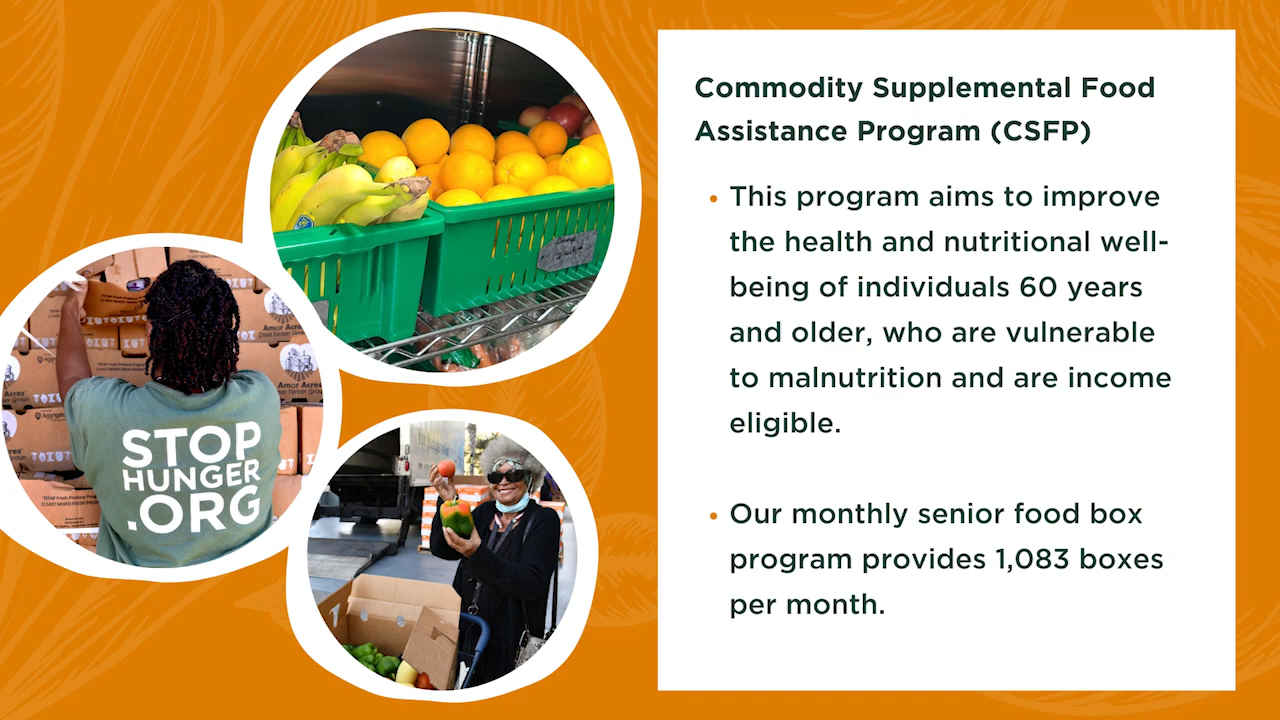 Commodity Supplemental Food
Assistance Program (CSFP)
• This program aims to improve
the health and nutritional well-
being of individuals 60 years
and older, who are vulnerable
to malnutrition and are income
eligible.
• Our monthly senior food box
program provides 1,083 boxes
per month.
STOP
HUNGER
.ORG
Amor Acres
Amor Acres